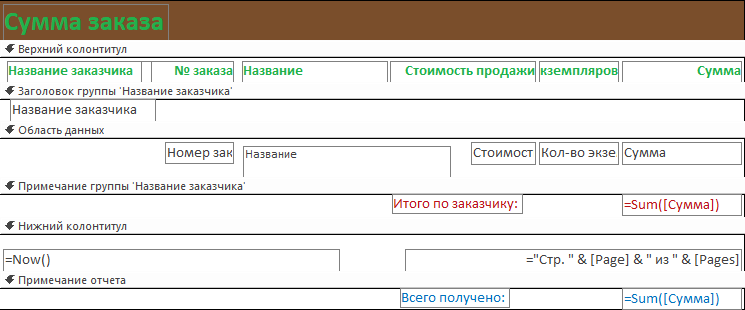 Сумма заказа
Верхний колонтитул
Название заказчика № заказа Название Стоимость продажи кземпляров Сумма
Заголовок группы 'Название заказчика'
Название заказчика
Область данных
Номер зак Название Стоимост Кол-во экзе Сумма
Примечание группы 'Название заказчика'
Итого по заказчику: =Sum([Сумма])
Нижний колонтитул
=Now() ="Стр. " & [Page] & " из " & [Pages]
Примечание отчета
Всего получено: =Sum([Сумма])